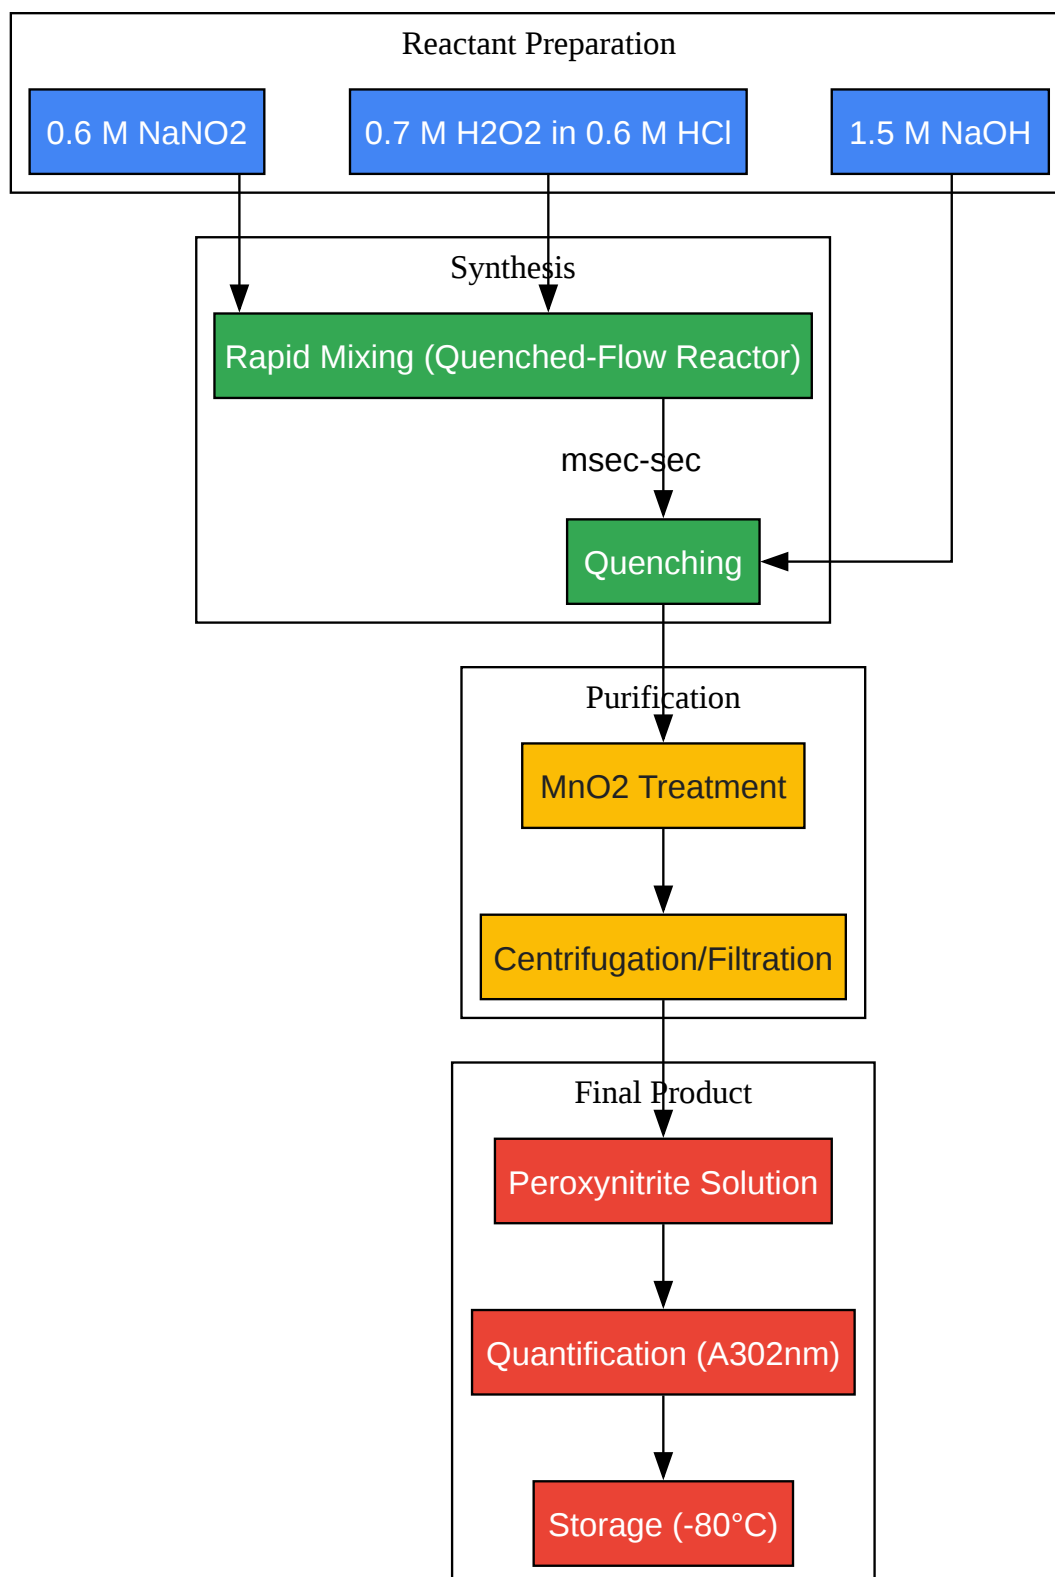 Reactant Preparation
0.6 M NaNO2
0.7 M H2O2 in 0.6 M HCl
1.5 M NaOH
Synthesis
Rapid Mixing (Quenched-Flow Reactor)
msec-sec
Quenching
Purification
MnO2 Treatment
Centrifugation/Filtration
Final Product
Peroxynitrite Solution
Quantification (A302nm)
Storage (-80°C)